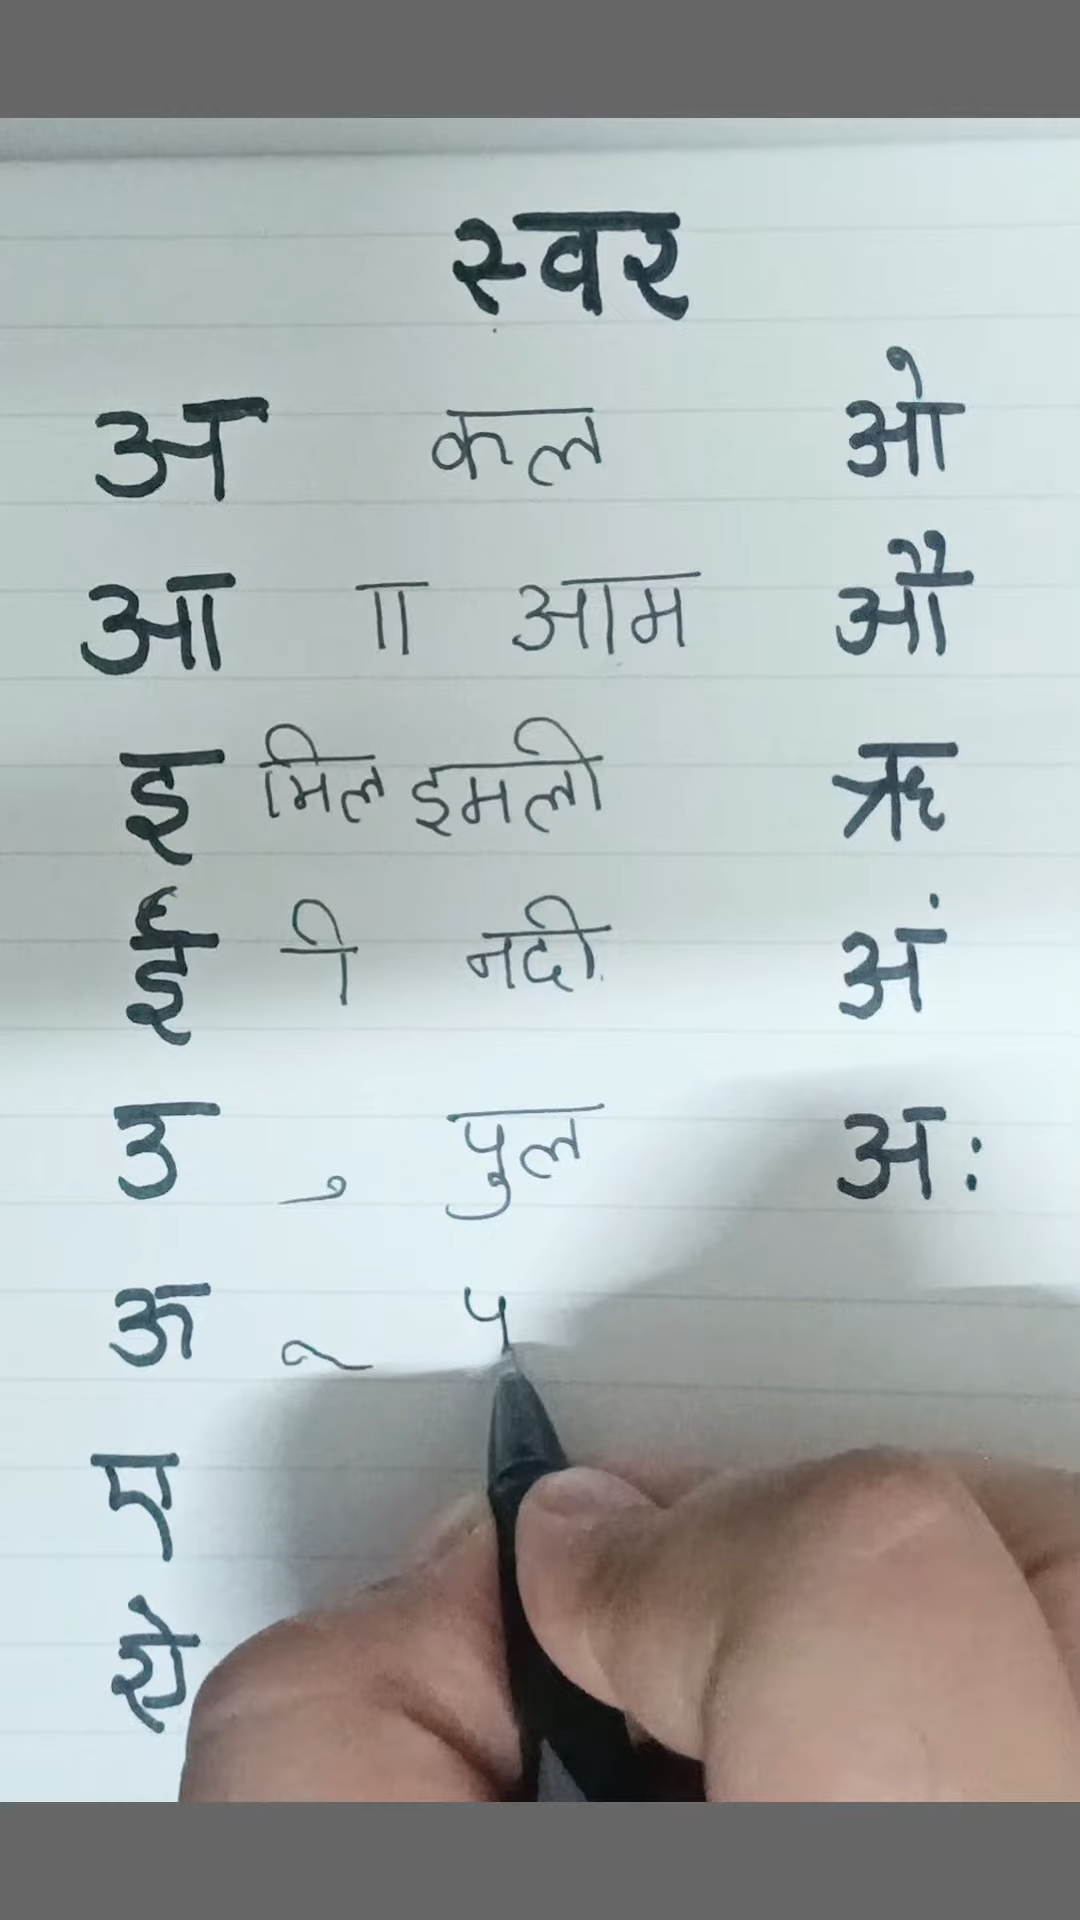 स्वर
अ कल ओ
आ ा आम औ
इ मिल इमली ऋ
ई ी नदी अं
उ ु पुल अः
ऊ ू प
ए